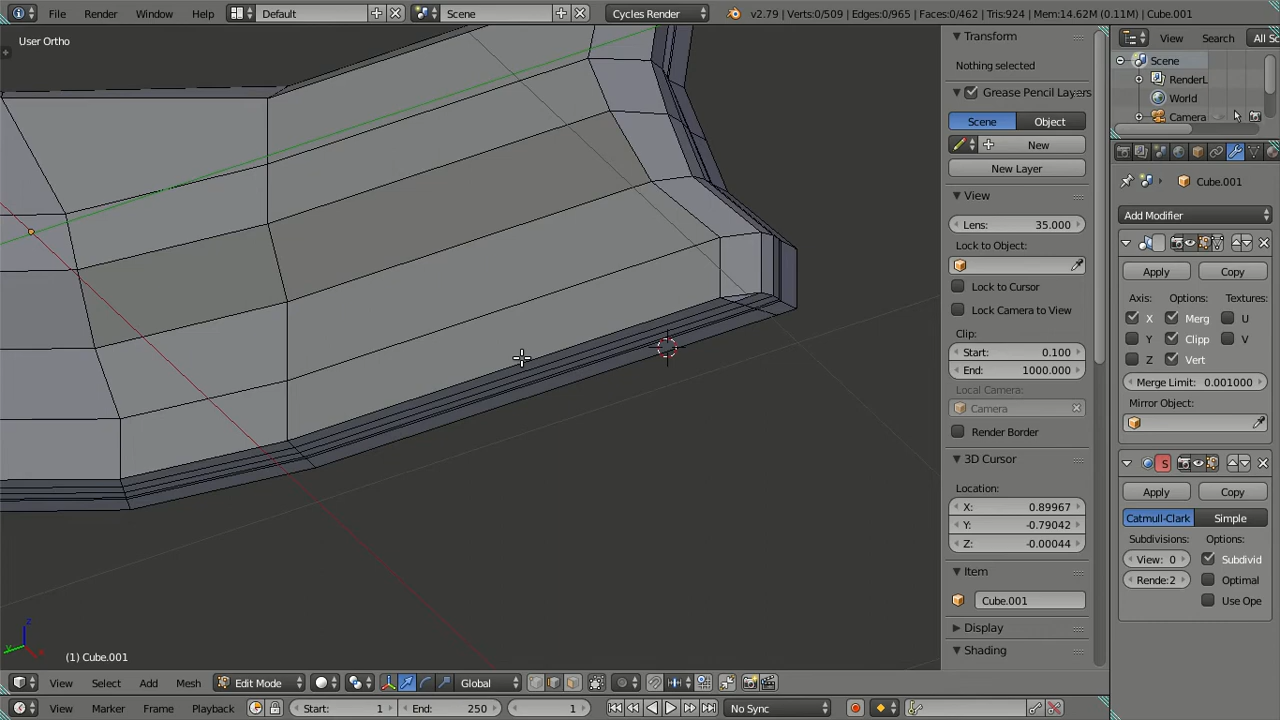 File Render Window Help Default Scene Cycles Render v2.79 | Verts:0/509 | Edges:0/965 | Faces:0/462 | Tris:924 | Mem:14.62M (0.11M) | Cube.001
User Ortho
Transform
Nothing selected
Grease Pencil Layers
Scene Object
New
New Layer
View
Lens: 35.000
Lock to Object:
Lock to Cursor
Lock Camera to View
Clip:
Start: 0.100
End: 1000.000
Local Camera:
Camera
Render Border
3D Cursor
Location:
X: 0.89967
Y: -0.79042
Z: -0.00044
Item
Cube.001
Display
Shading
View Search All Sc
Scene
RenderL
World
Camera
Cube.001
Add Modifier
Apply Copy
Axis: Options: Textures:
X Merg U
Y Clipp V
Z Vert
Merge Limit: 0.001000
Mirror Object:
S
Apply Copy
Catmull-Clark Simple
Subdivisions: Options:
View: 0 Subdivid
Rende:2 Optimal
Use Ope
z
y
x
(1) Cube.001
View Select Add Mesh Edit Mode Global
View Marker Frame Playback Start: 1 End: 250 1 No Sync